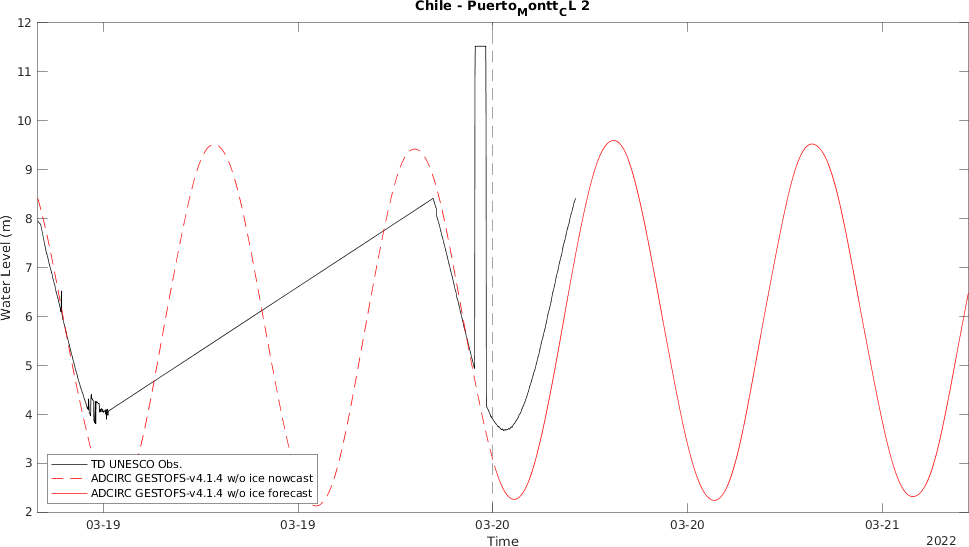 Chile - PuertoMonttCL 2
12
11
10
9
8
7
6
5
4
3
2
Water Level (m)
TD UNESCO Obs.
ADCIRC GESTOFS-v4.1.4 w/o ice nowcast
ADCIRC GESTOFS-v4.1.4 w/o ice forecast
03-19 03-19 03-20 03-20 03-21
Time
2022